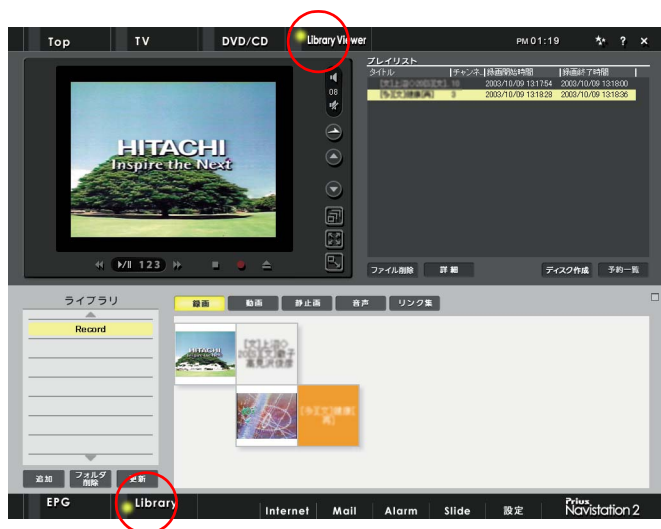 Top TV DVD/CD Library Viewer PM 01:19 ? ×
プレイリスト
タイトル チャンネ.. 録画開始時間 録画終了時間
10 2003/10/09 13:17:54 2003/10/09 13:18:00
3 2003/10/09 13:18:28 2003/10/09 13:18:36
08
HITACHI
Inspire the Next
123
ファイル削除 詳細 ディスク作成 予約一覧
ライブラリ
Record
追加 フォルダ削除 更新
録画 動画 静止画 音声 リンク集
HITACHI
EPG Library Internet Mail Alarm Slide 設定 Prius Navistation 2